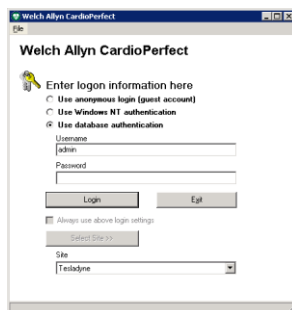 Welch Allyn CardioPerfect
File
Welch Allyn CardioPerfect
Enter logon information here
Use anonymous login (guest account)
Use Windows NT authentication
Use database authentication
Username
admin
Password
Login Exit
Always use above login settings
Select Site >>
Site
Tesladyne